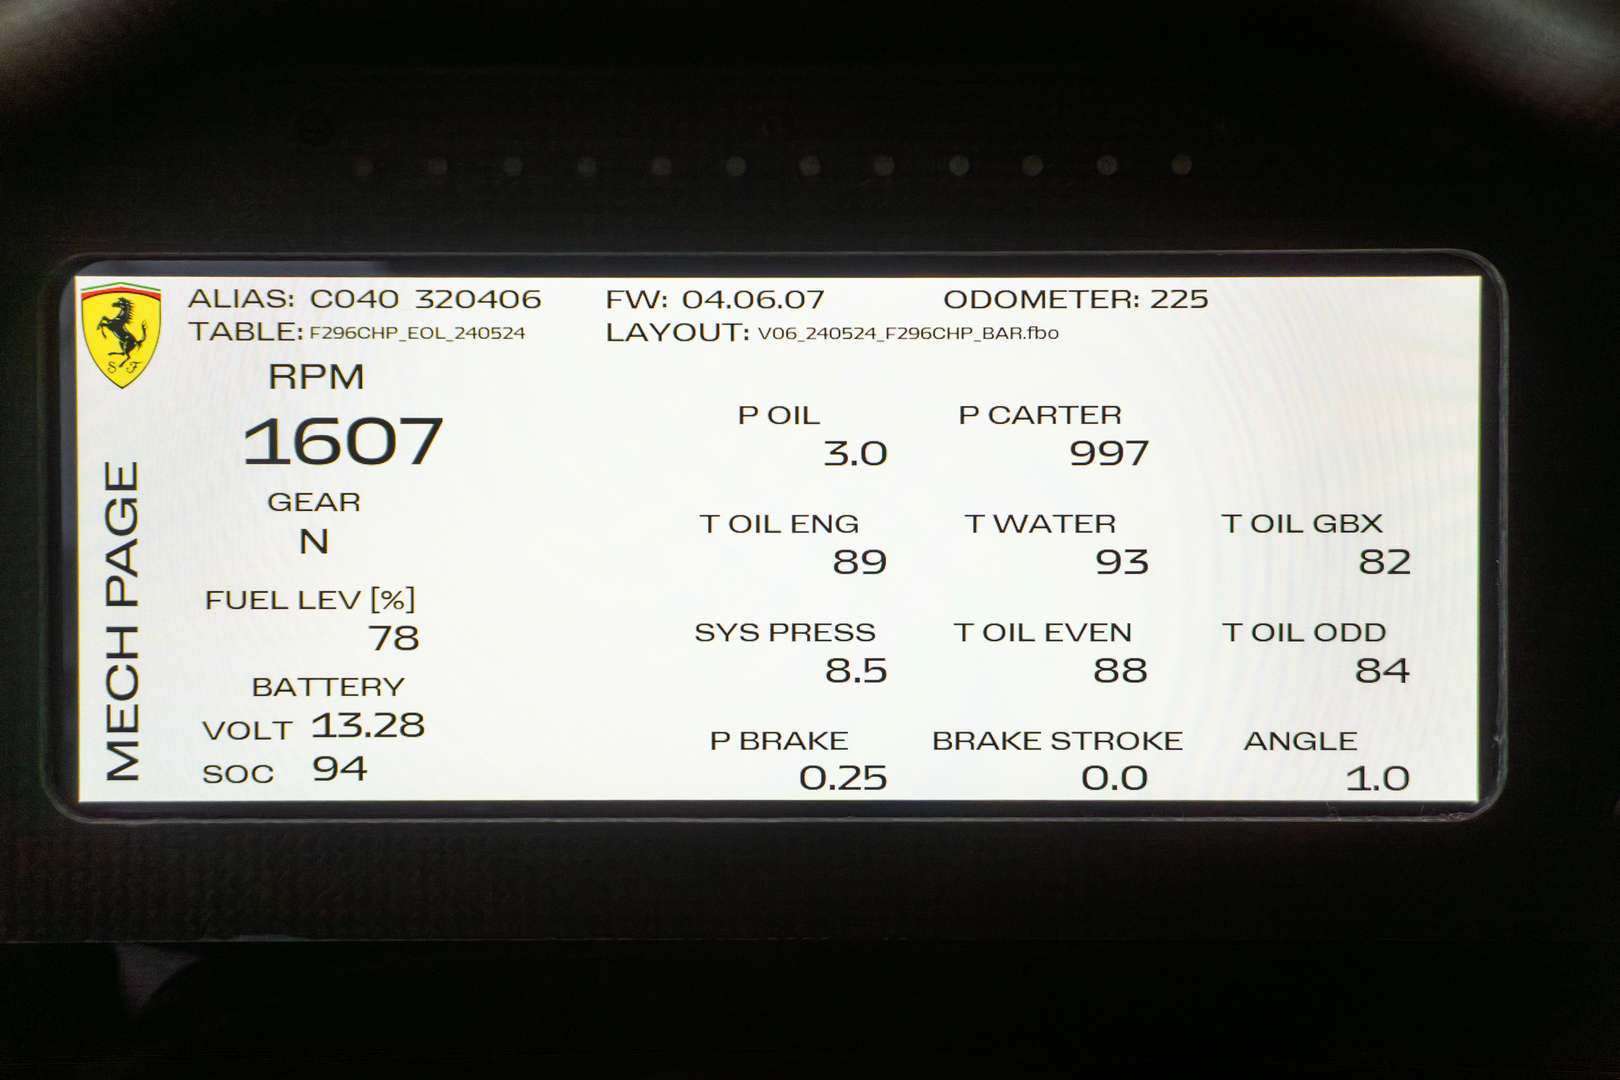 ALIAS: C040 320406 FW: 04.06.07 ODOMETER: 225
TABLE: F296CHP_EOL_240524 LAYOUT: V06_240524_F296CHP_BAR.fbo
S F
MECH PAGE
RPM
1607
GEAR
N
FUEL LEV [%]
78
BATTERY
VOLT 13.28
SOC 94
P OIL P CARTER
3.0 997
T OIL ENG T WATER T OIL GBX
89 93 82
SYS PRESS T OIL EVEN T OIL ODD
8.5 88 84
P BRAKE BRAKE STROKE ANGLE
0.25 0.0 1.0